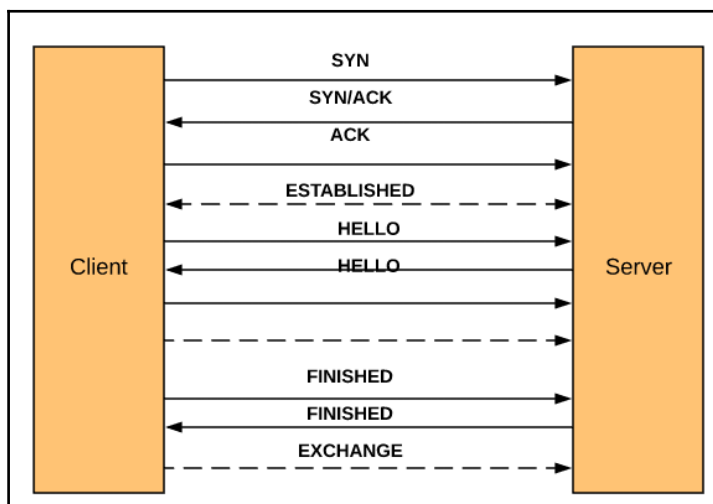 SYN
SYN/ACK
ACK
ESTABLISHED
HELLO
Client
Server
HELLO
FINISHED
FINISHED
EXCHANGE